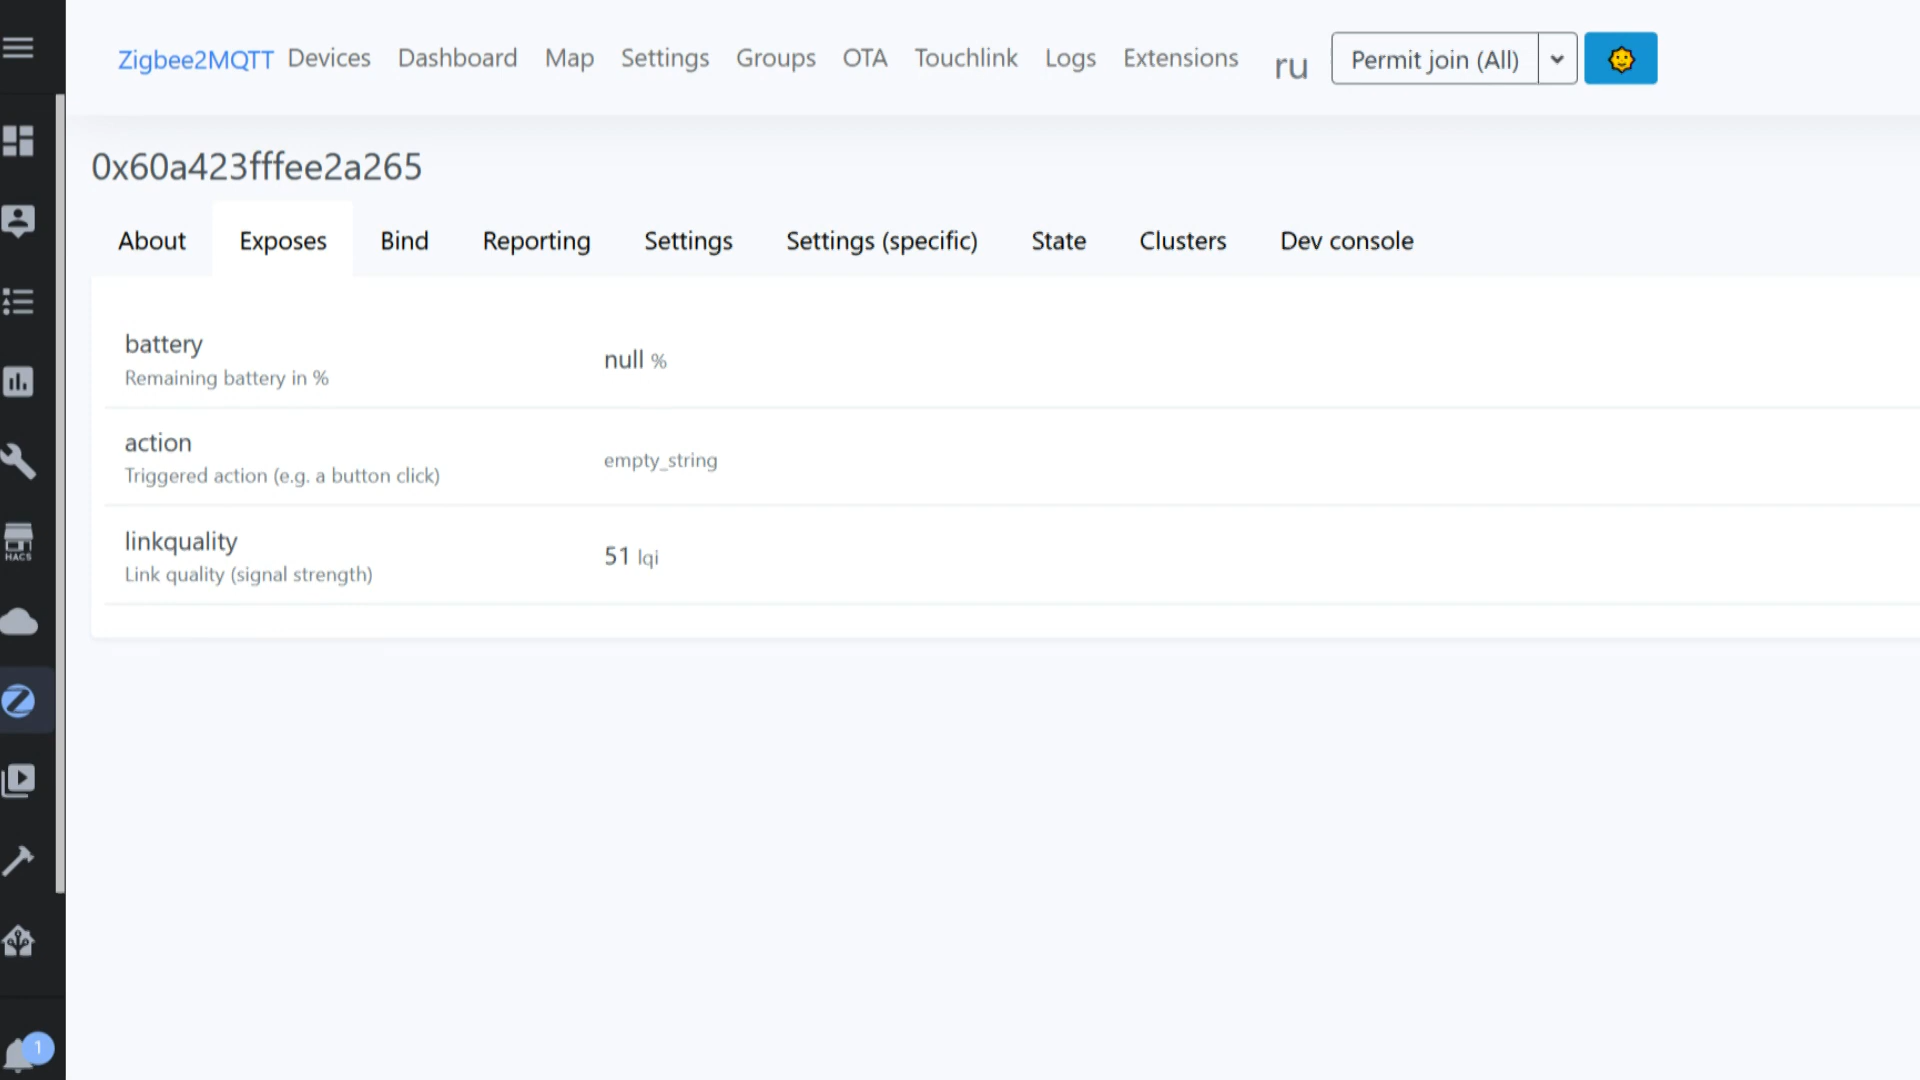 Zigbee2MQTT Devices Dashboard Map Settings Groups OTA Touchlink Logs Extensions ru Permit join (All)
0x60a423fffee2a265
About Exposes Bind Reporting Settings Settings (specific) State Clusters Dev console
battery
Remaining battery in %
null %
action
Triggered action (e.g. a button click)
empty_string
linkquality
Link quality (signal strength)
51 lqi
HACS
1